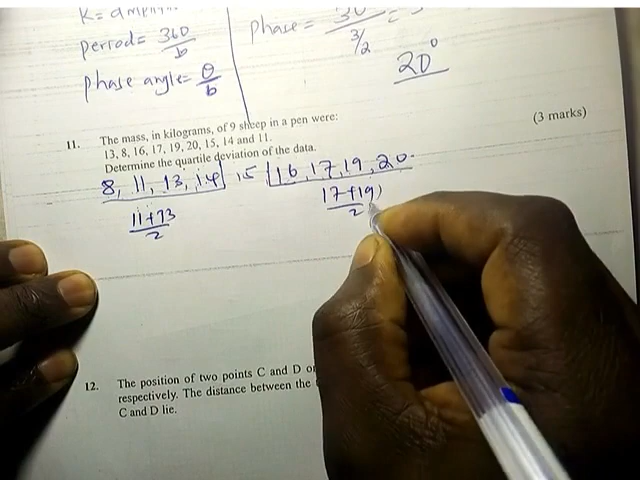 K = 
period = 360/b
phase angle = θ/b
phase = 30 / 3/2 =
20°
11. The mass, in kilograms, of 9 sheep in a pen were:
13, 8, 16, 17, 19, 20, 15, 14 and 11.
Determine the quartile deviation of the data. (3 marks)
8, 11, 13, 14 15 16, 17, 19, 20.
11+13 / 2
17+19 / 2
12. The position of two points C and D
respectively. The distance between the
C and D lie.